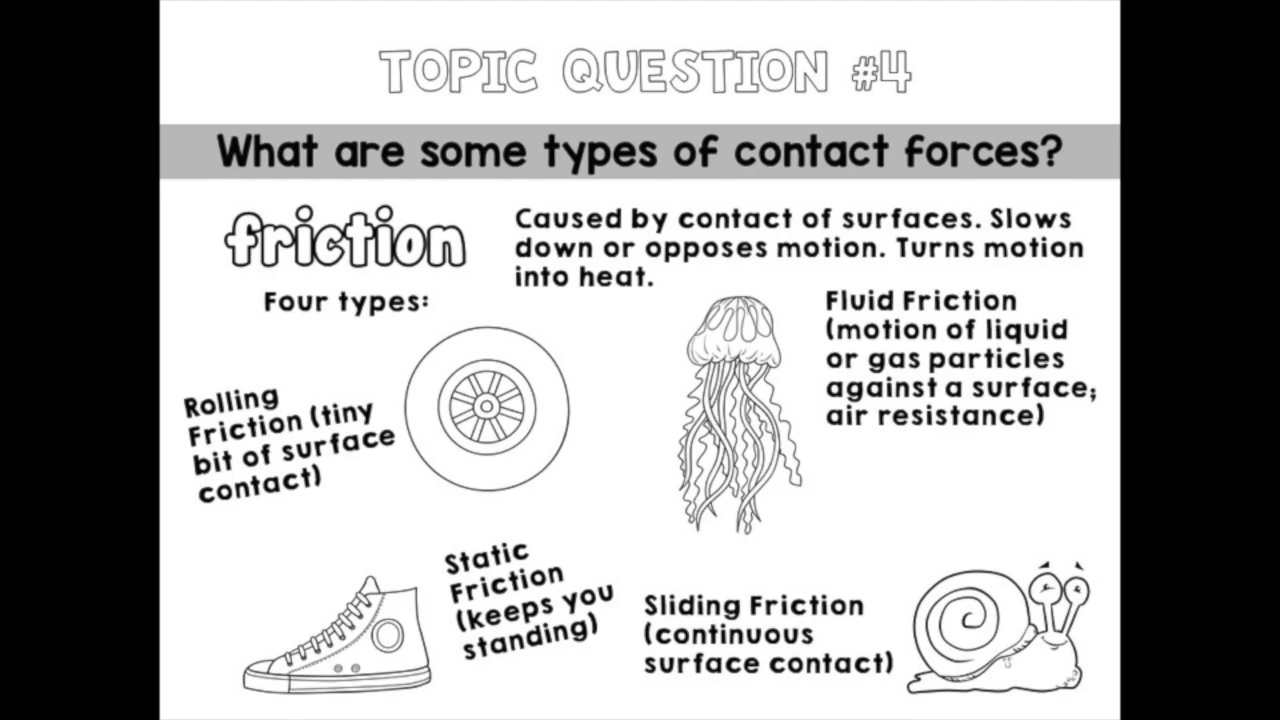 TOPIC QUESTION #4
What are some types of contact forces?
friction
Caused by contact of surfaces. Slows
down or opposes motion. Turns motion
into heat.
Four types:
Fluid Friction
(motion of liquid
or gas particles
against a surface;
air resistance)
Rolling
Friction (tiny
bit of surface
contact)
Static
Friction
(keeps you
standing)
Sliding Friction
(continuous
surface contact)